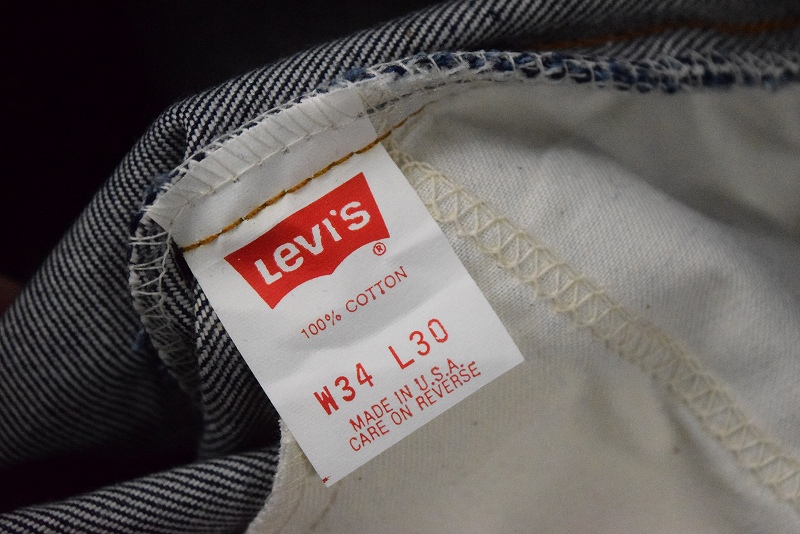 Levi's ®
100% COTTON
W34 L30
MADE IN U.S.A.
CARE ON REVERSE